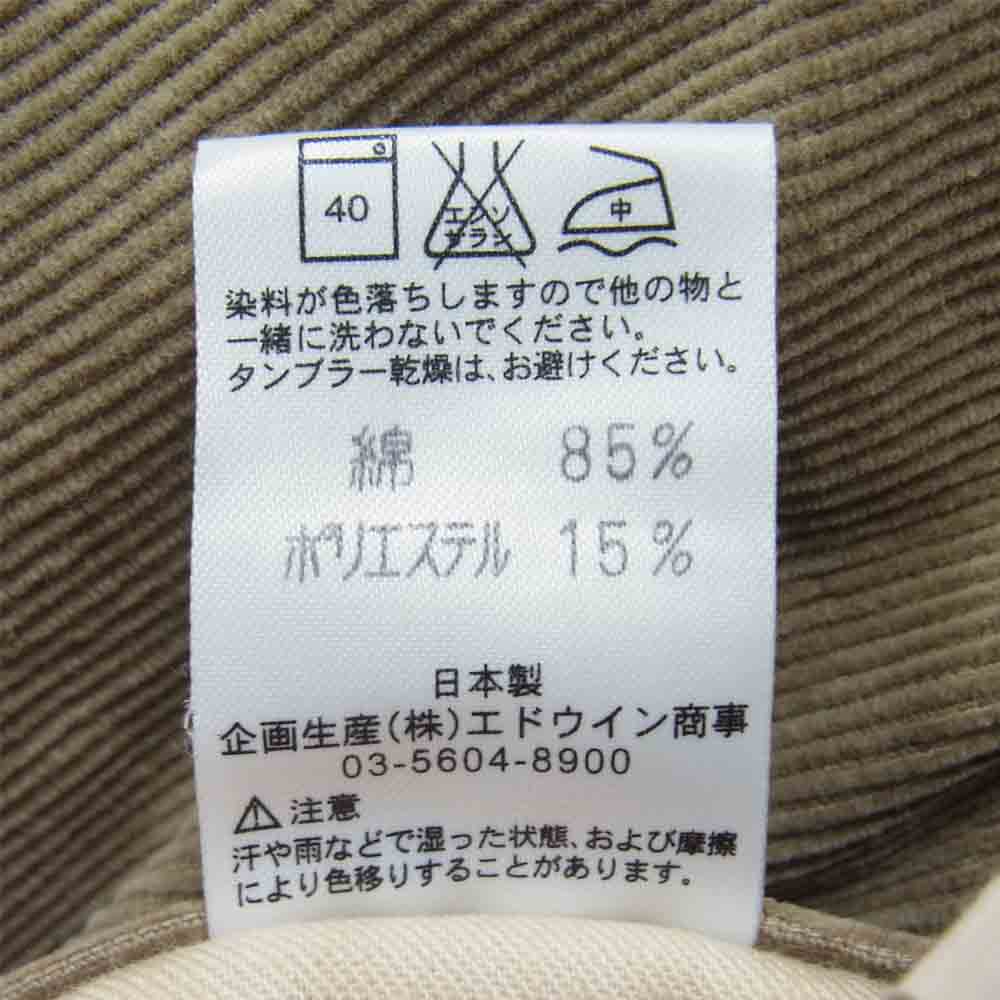 40
エンソ
サラシ
中
染料が色落ちしますので他の物と
一緒に洗わないでください。
タンブラー乾燥は、お避けください。
綿 85%
ポリエステル 15%
日本製
企画生産(株)エドウイン商事
03-5604-8900
注意
汗や雨などで湿った状態、および摩擦
により色移りすることがあります。